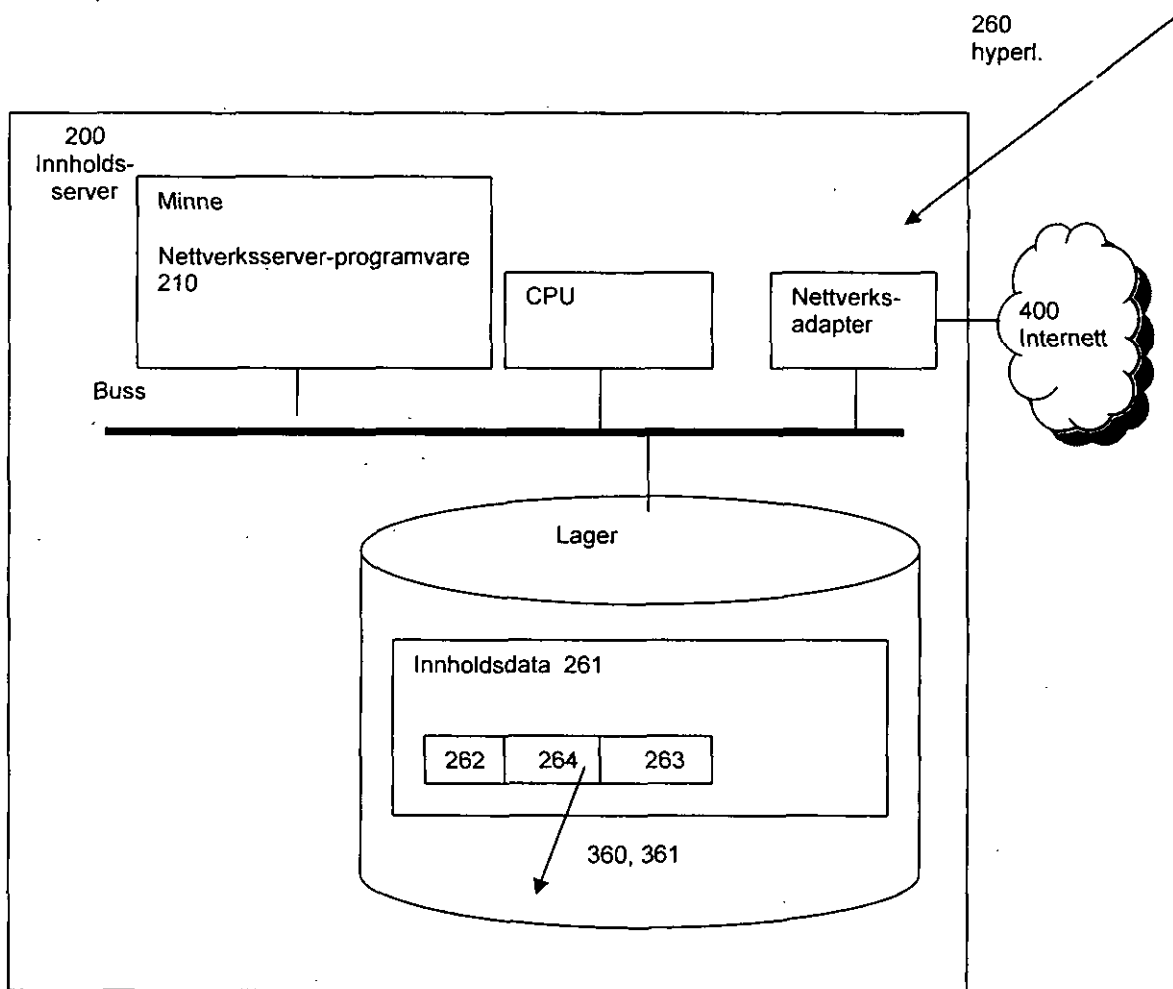 260
hyperl.
200
Innholds-
server
Minne
Nettverksserver-programvare
210
CPU
Nettverks-
adapter
400
Internett
Buss
Lager
Innholdsdata 261
262 264 263
360, 361